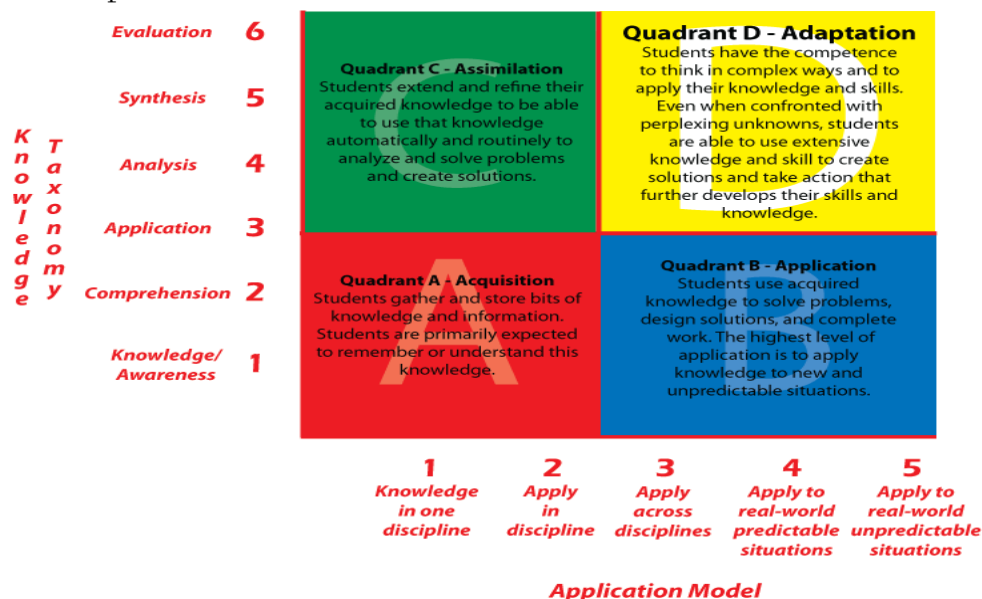 Evaluation 6
Synthesis 5
Analysis 4
Application 3
Comprehension 2
Knowledge/
Awareness 1
Knowledge
Taxonomy
C
Quadrant C - Assimilation
Students extend and refine their
acquired knowledge to be able
to use that knowledge
automatically and routinely to
analyze and solve problems
and create solutions.
D
Quadrant D - Adaptation
Students have the competence
to think in complex ways and to
apply their knowledge and skills.
Even when confronted with
perplexing unknowns, students
are able to use extensive
knowledge and skill to create
solutions and take action that
further develops their skills and
knowledge.
A
Quadrant A - Acquisition
Students gather and store bits of
knowledge and information.
Students are primarily expected
to remember or understand this
knowledge.
B
Quadrant B - Application
Students use acquired
knowledge to solve problems,
design solutions, and complete
work. The highest level of
application is to apply
knowledge to new and
unpredictable situations.
1
Knowledge
in one
discipline
2
Apply
in
discipline
3
Apply
across
disciplines
4
Apply to
real-world
predictable
situations
5
Apply to
real-world
unpredictable
situations
Application Model